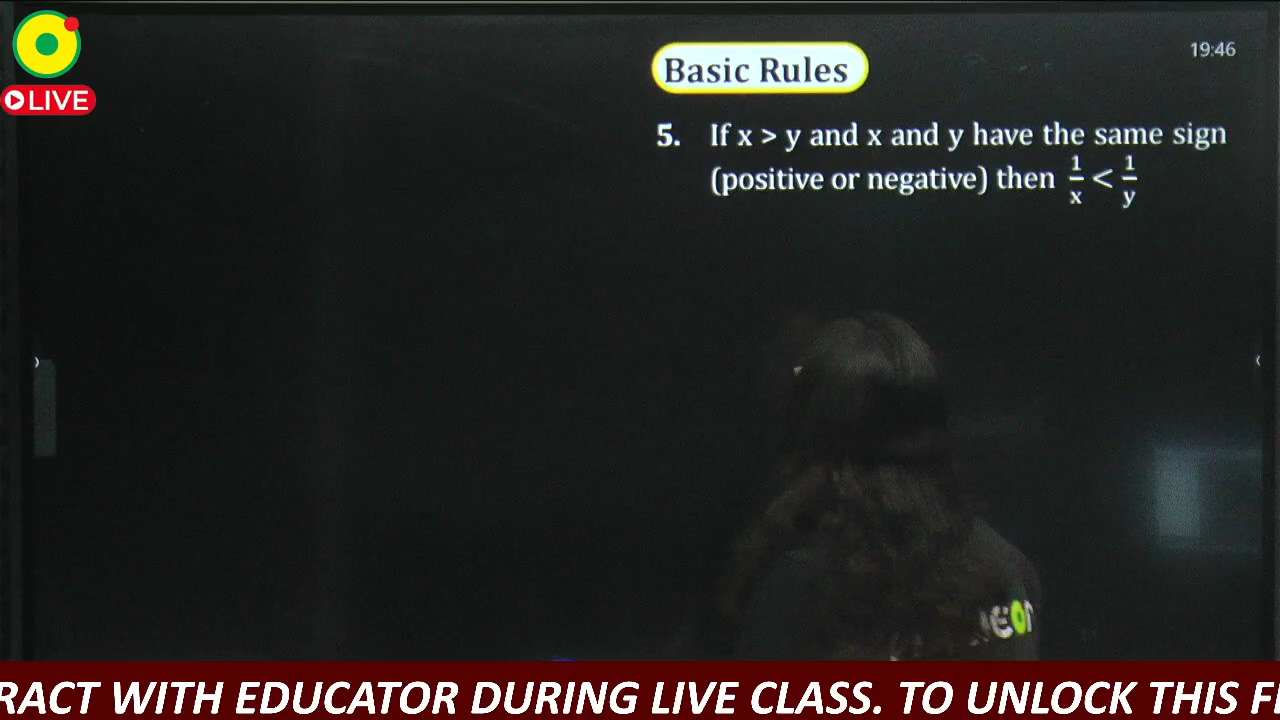 19:46
Basic Rules
LIVE
5. If x > y and x and y have the same sign
(positive or negative) then 1/x < 1/y
EO
RACT WITH EDUCATOR DURING LIVE CLASS. TO UNLOCK THIS F